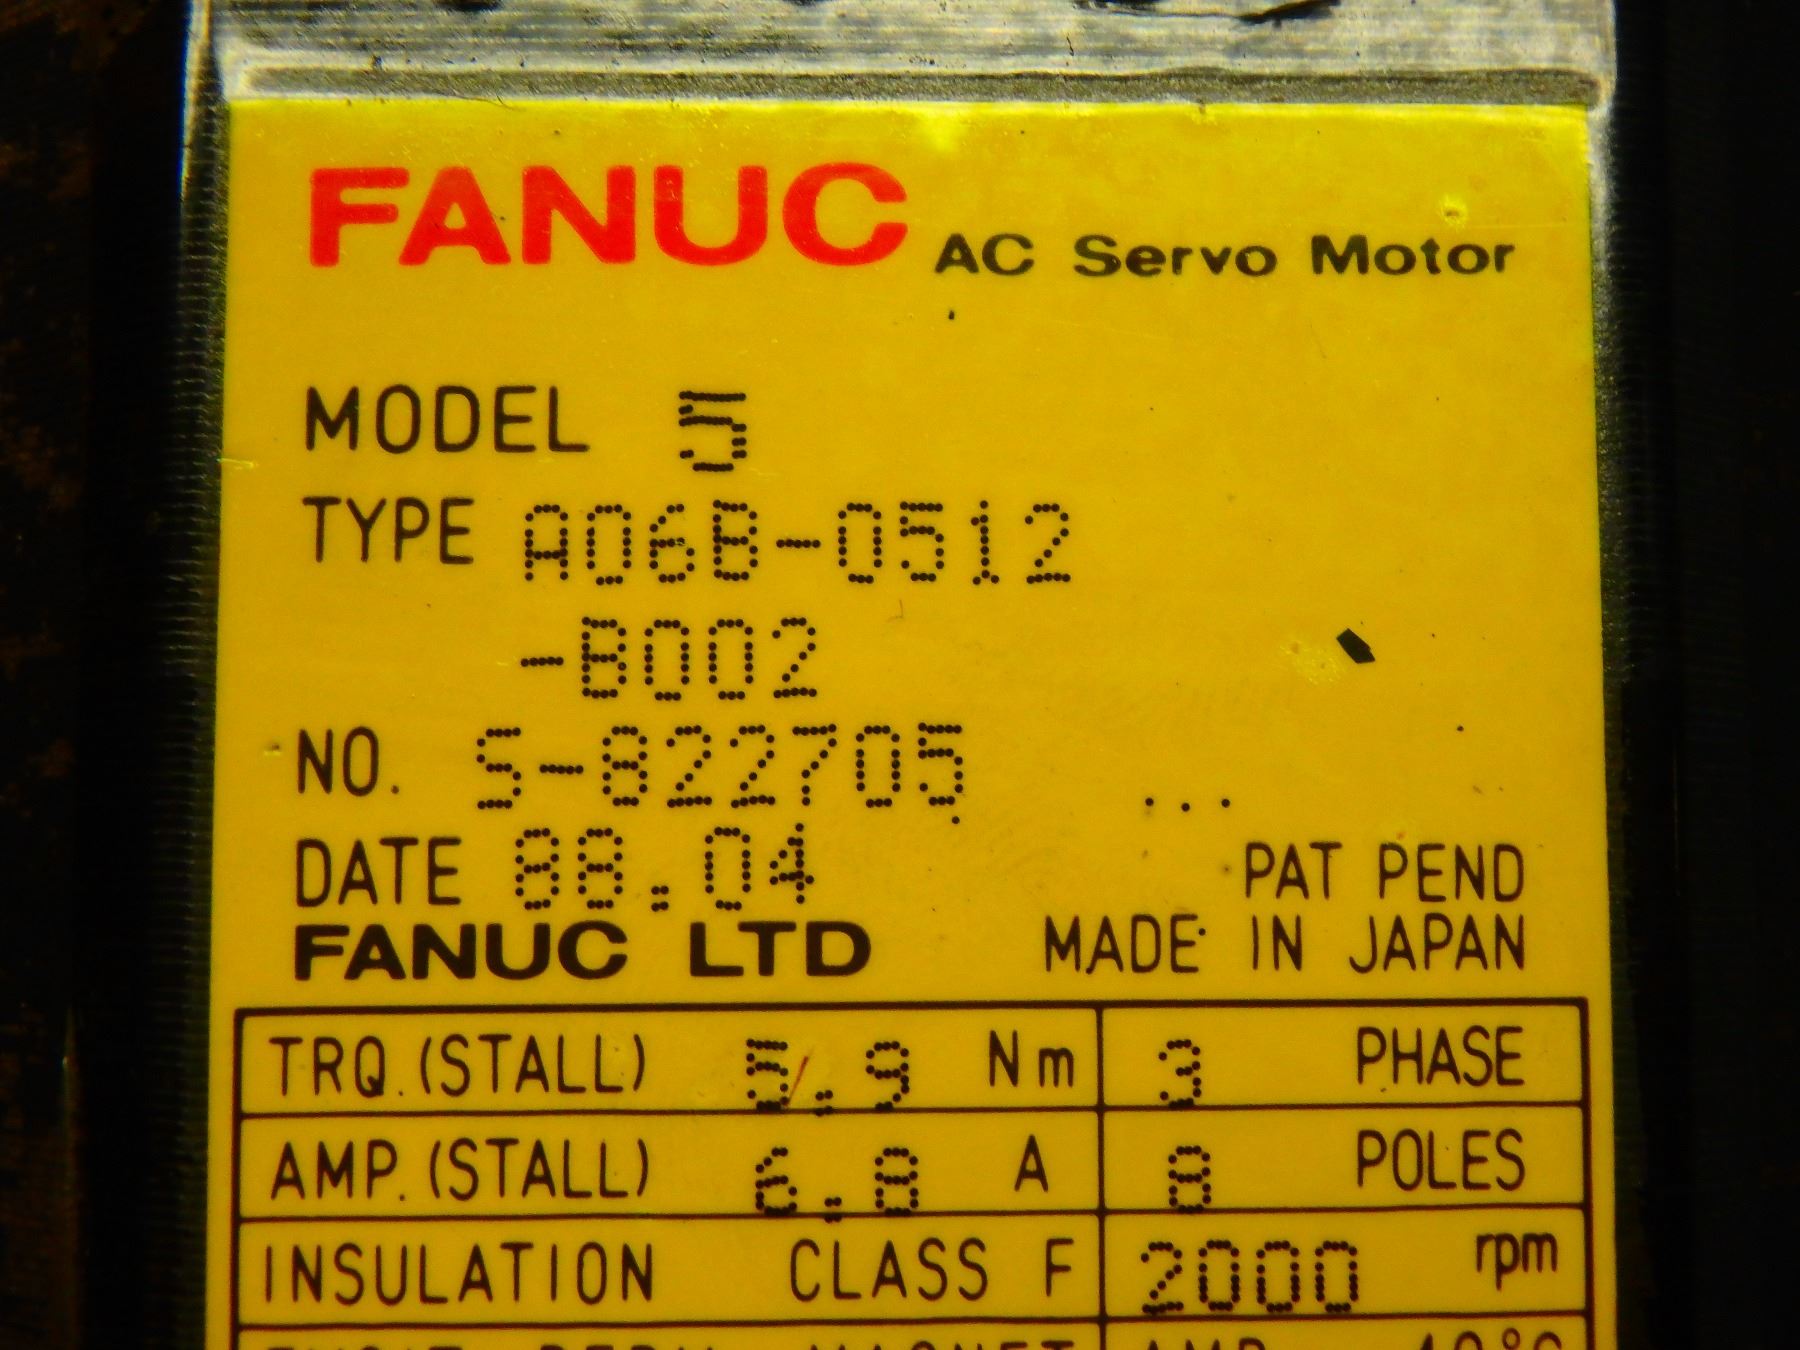 FANUC AC Servo Motor
MODEL 5
TYPE A06B-0512
-B002
NO. S-822705
DATE 88.04
PAT PEND
FANUC LTD MADE IN JAPAN
TRQ.(STALL) 5.9 Nm 3 PHASE
AMP.(STALL) 6.8 A 8 POLES
INSULATION CLASS F 2000 rpm